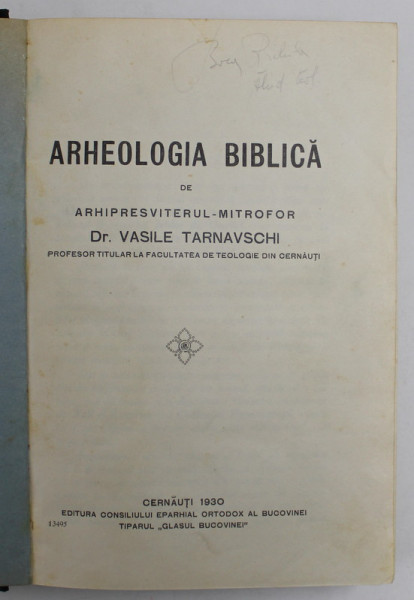 ARHEOLOGIA BIBLICĂ
DE
ARHIPRESVITERUL-MITROFOR
Dr. VASILE TARNAVSCHI
PROFESOR TITULAR LA FACULTATEA DE TEOLOGIE DIN CERNĂUȚI
CERNĂUȚI 1930
EDITURA CONSILIULUI EPARHIAL ORTODOX AL BUCOVINEI
13495 TIPARUL „GLASUL BUCOVINEI"